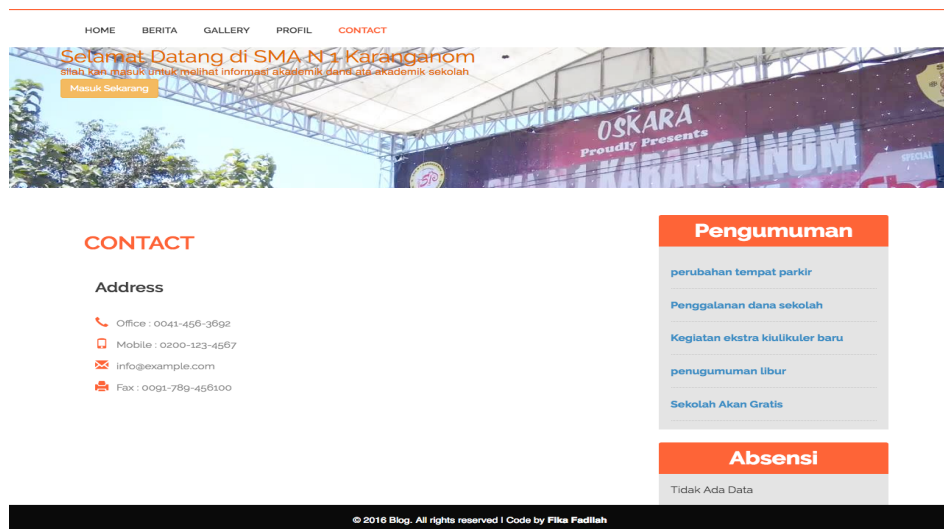 HOME BERITA GALLERY PROFIL CONTACT
Selamat Datang di SMA N 1 Karanganom
silah kan masuk untuk melihat informasi akademik dand ata akademik sekolah
Masuk Sekarang
OSKARA
Proudly Presents
KARANGANOM
SPECIAL
CONTACT
Address
Office : 0041-456-3692
Mobile : 0200-123-4567
info@example.com
Fax : 0091-789-456100
Pengumuman
perubahan tempat parkir
Penggalanan dana sekolah
Kegiatan ekstra kiulikuler baru
penugumuman libur
Sekolah Akan Gratis
Absensi
Tidak Ada Data
© 2016 Blog. All rights reserved | Code by Fika Fadilah